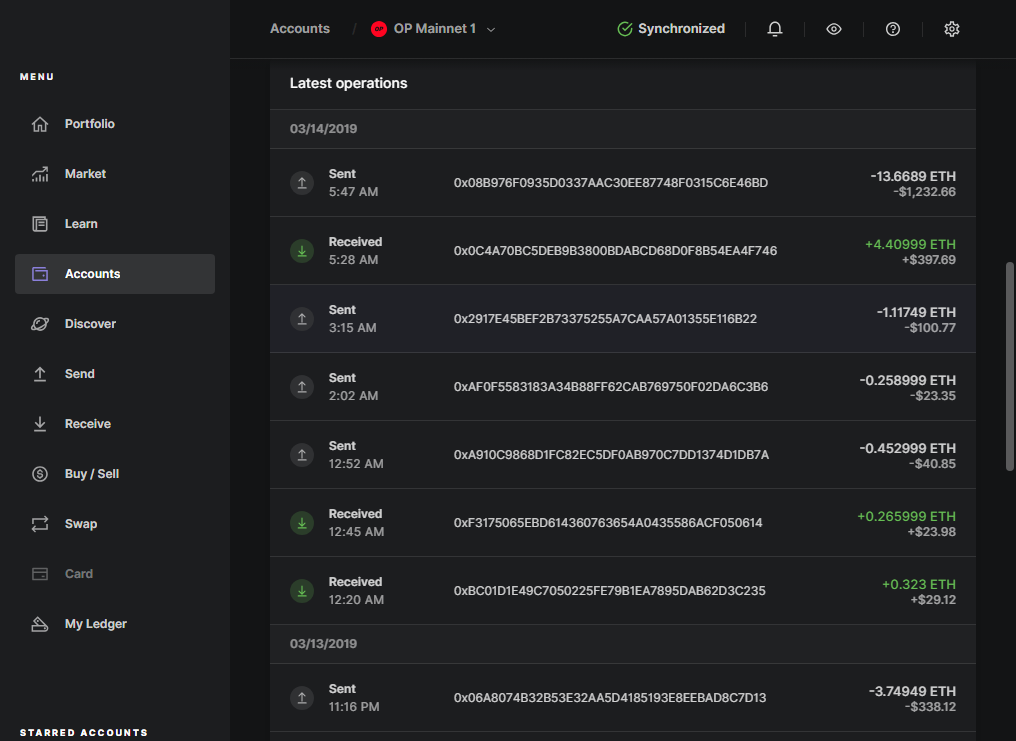 Accounts / OP OP Mainnet 1 Synchronized
MENU
Portfolio
Market
Learn
Accounts
Discover
Send
Receive
Buy / Sell
Swap
Card
My Ledger
STARRED ACCOUNTS
Latest operations
03/14/2019
Sent
5:47 AM
0x08B976F0935D0337AAC30EE87748F0315C6E46BD
-13.6689 ETH
-$1,232.66
Received
5:28 AM
0x0C4A70BC5DEB9B3800BDABCD68D0F8B54EA4F746
+4.40999 ETH
+$397.69
Sent
3:15 AM
0x2917E45BEF2B73375255A7CAA57A01355E116B22
-1.11749 ETH
-$100.77
Sent
2:02 AM
0xAF0F5583183A34B88FF62CAB769750F02DA6C3B6
-0.258999 ETH
-$23.35
Sent
12:52 AM
0xA910C9868D1FC82EC5DF0AB970C7DD1374D1DB7A
-0.452999 ETH
-$40.85
Received
12:45 AM
0xF3175065EBD614360763654A0435586ACF050614
+0.265999 ETH
+$23.98
Received
12:20 AM
0xBC01D1E49C7050225FE79B1EA7895DAB62D3C235
+0.323 ETH
+$29.12
03/13/2019
Sent
11:16 PM
0x06A8074B32B53E32AA5D4185193E8EEBAD8C7D13
-3.74949 ETH
-$338.12